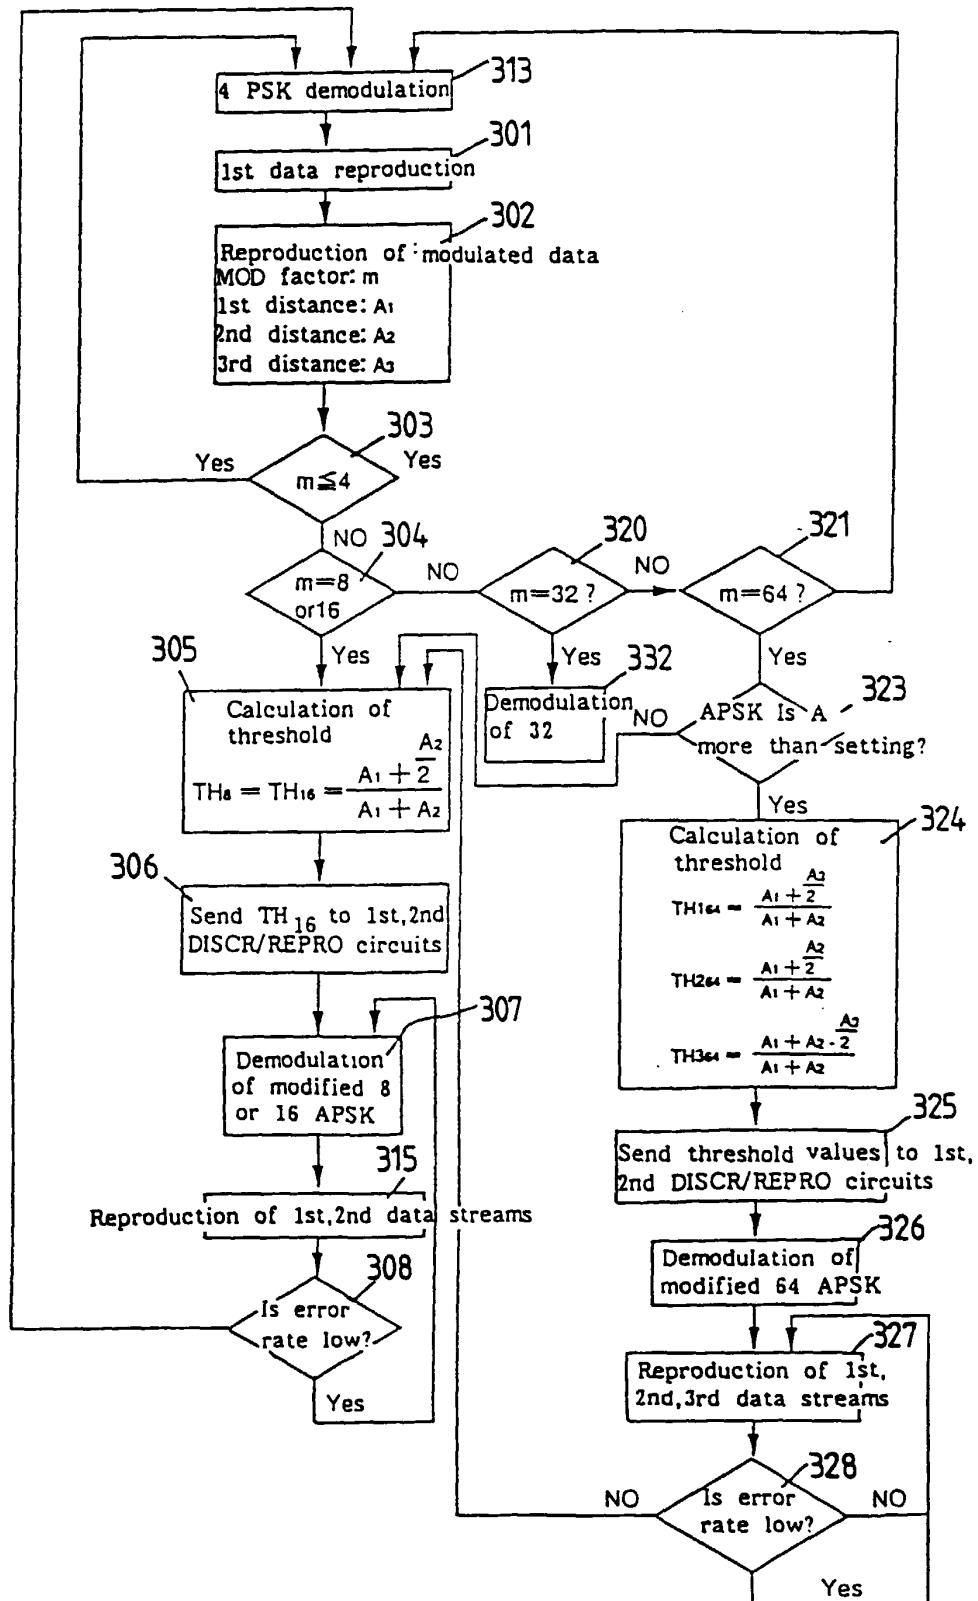 313
4 PSK demodulation
301
1st data reproduction
302
Reproduction of modulated data
MOD factor: m
1st distance: A1
2nd distance: A2
3rd distance: A3
303
Yes
m≦4
Yes
NO
304
m=8
or16
NO
320
m=32 ?
NO
321
m=64 ?
Yes
305
Calculation of
threshold
TH8 = TH16 = (A1 + A2/2) / (A1 + A2)
Yes
332
Demodulation
of 32
Yes
323
NO
APSK Is A
more than setting?
Yes
324
Calculation of
threshold
TH164 = (A1 + A2/2) / (A1 + A2)
TH264 = (A1 + A2/2) / (A1 + A2)
TH364 = (A1 + A2 - A3/2) / (A1 + A2)
306
Send TH16 to 1st,2nd
DISCR/REPRO circuits
307
Demodulation
of modified 8
or 16 APSK
325
Send threshold values to 1st,
2nd DISCR/REPRO circuits
315
Reproduction of 1st,2nd data streams
326
Demodulation of
modified 64 APSK
308
Is error
rate low?
Yes
327
Reproduction of 1st,
2nd,3rd data streams
328
NO
Is error
rate low?
NO
Yes